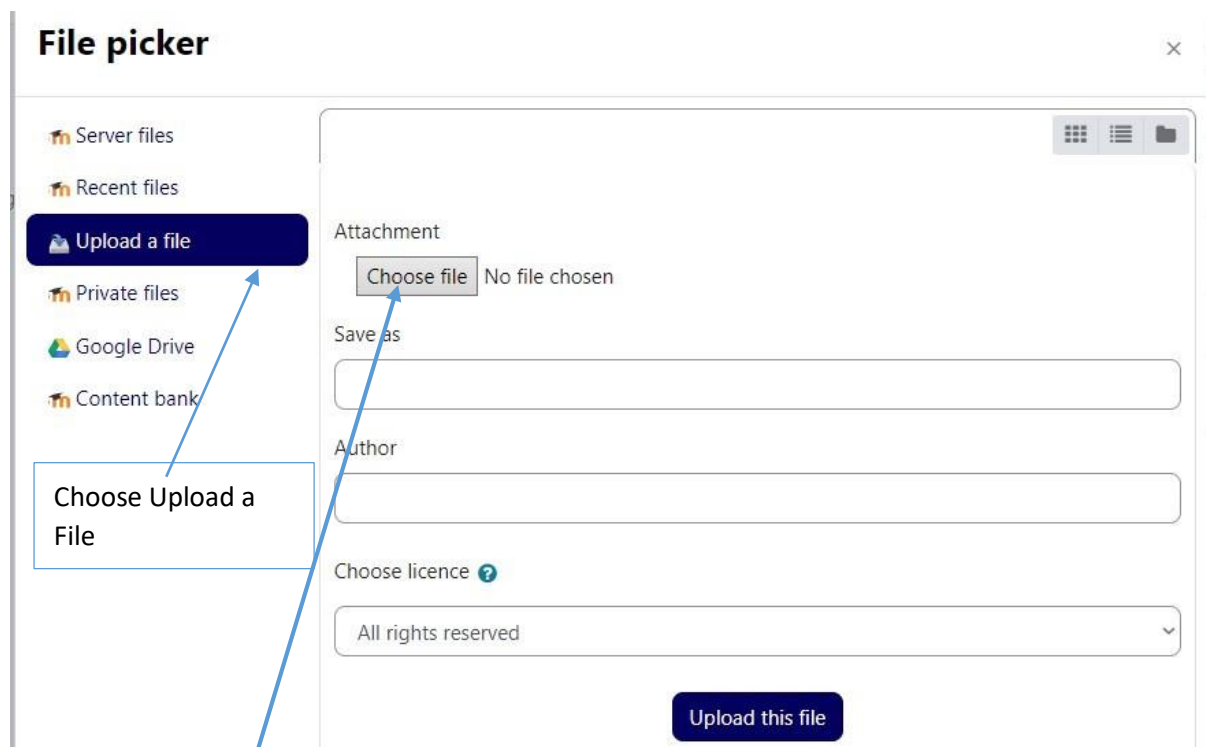 File picker
×
Server files
Recent files
Upload a file
Private files
Google Drive
Content bank
Choose Upload a
File
Attachment
Choose file No file chosen
Save as
Author
Choose licence ?
All rights reserved
Upload this file